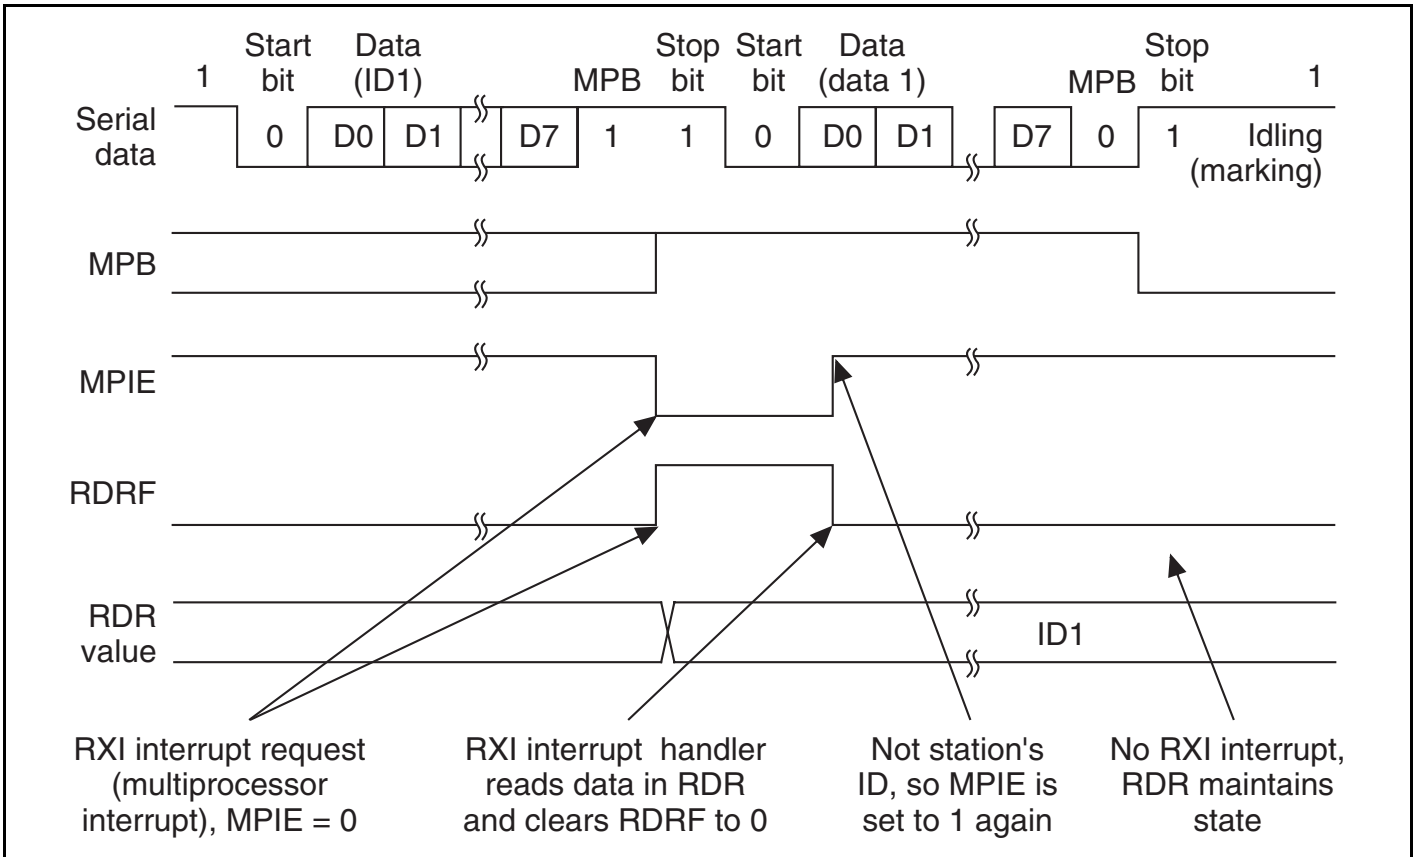 Start Data Stop Start Data Stop
1 bit (ID1) MPB bit bit (data 1) MPB bit 1
Serial data
0 D0 D1 D7 1 1 0 D0 D1 D7 0 1 Idling (marking)
MPB
MPIE
RDRF
RDR
value
ID1
RXI interrupt request
(multiprocessor
interrupt), MPIE = 0
RXI interrupt handler
reads data in RDR
and clears RDRF to 0
Not station's
ID, so MPIE is
set to 1 again
No RXI interrupt,
RDR maintains
state